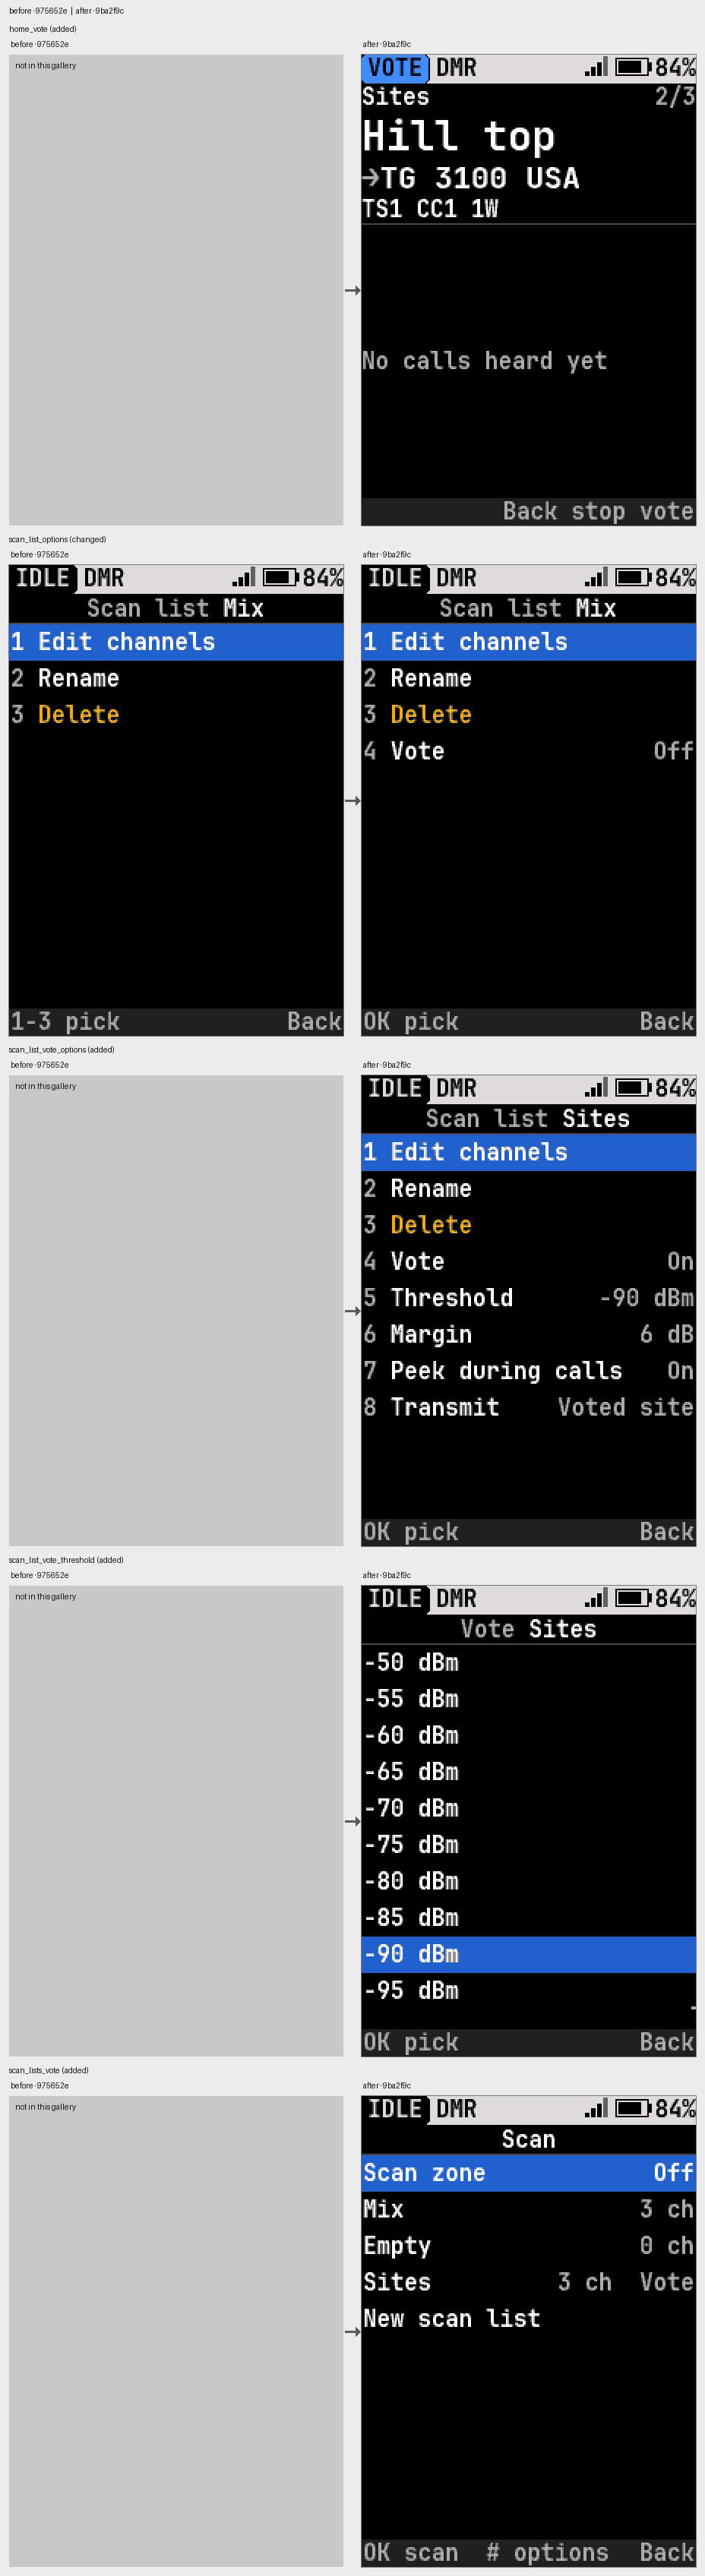 before · 975652e | after · 9ba2f9c
home_vote (added)
before · 975652e
after · 9ba2f9c
not in this gallery
VOTE DMR 84%
Sites 2/3
Hill top
→TG 3100 USA
TS1 CC1 1W
→
No calls heard yet
Back stop vote
scan_list_options (changed)
before · 975652e
after · 9ba2f9c
IDLE DMR 84%
Scan list Mix
1 Edit channels
2 Rename
3 Delete
1-3 pick Back
→
IDLE DMR 84%
Scan list Mix
1 Edit channels
2 Rename
3 Delete
4 Vote Off
OK pick Back
scan_list_vote_options (added)
before · 975652e
after · 9ba2f9c
not in this gallery
→
IDLE DMR 84%
Scan list Sites
1 Edit channels
2 Rename
3 Delete
4 Vote On
5 Threshold -90 dBm
6 Margin 6 dB
7 Peek during calls On
8 Transmit Voted site
OK pick Back
scan_list_vote_threshold (added)
before · 975652e
after · 9ba2f9c
not in this gallery
→
IDLE DMR 84%
Vote Sites
-50 dBm
-55 dBm
-60 dBm
-65 dBm
-70 dBm
-75 dBm
-80 dBm
-85 dBm
-90 dBm
-95 dBm
OK pick Back
scan_lists_vote (added)
before · 975652e
after · 9ba2f9c
not in this gallery
→
IDLE DMR 84%
Scan
Scan zone Off
Mix 3 ch
Empty 0 ch
Sites 3 ch Vote
New scan list
OK scan # options Back